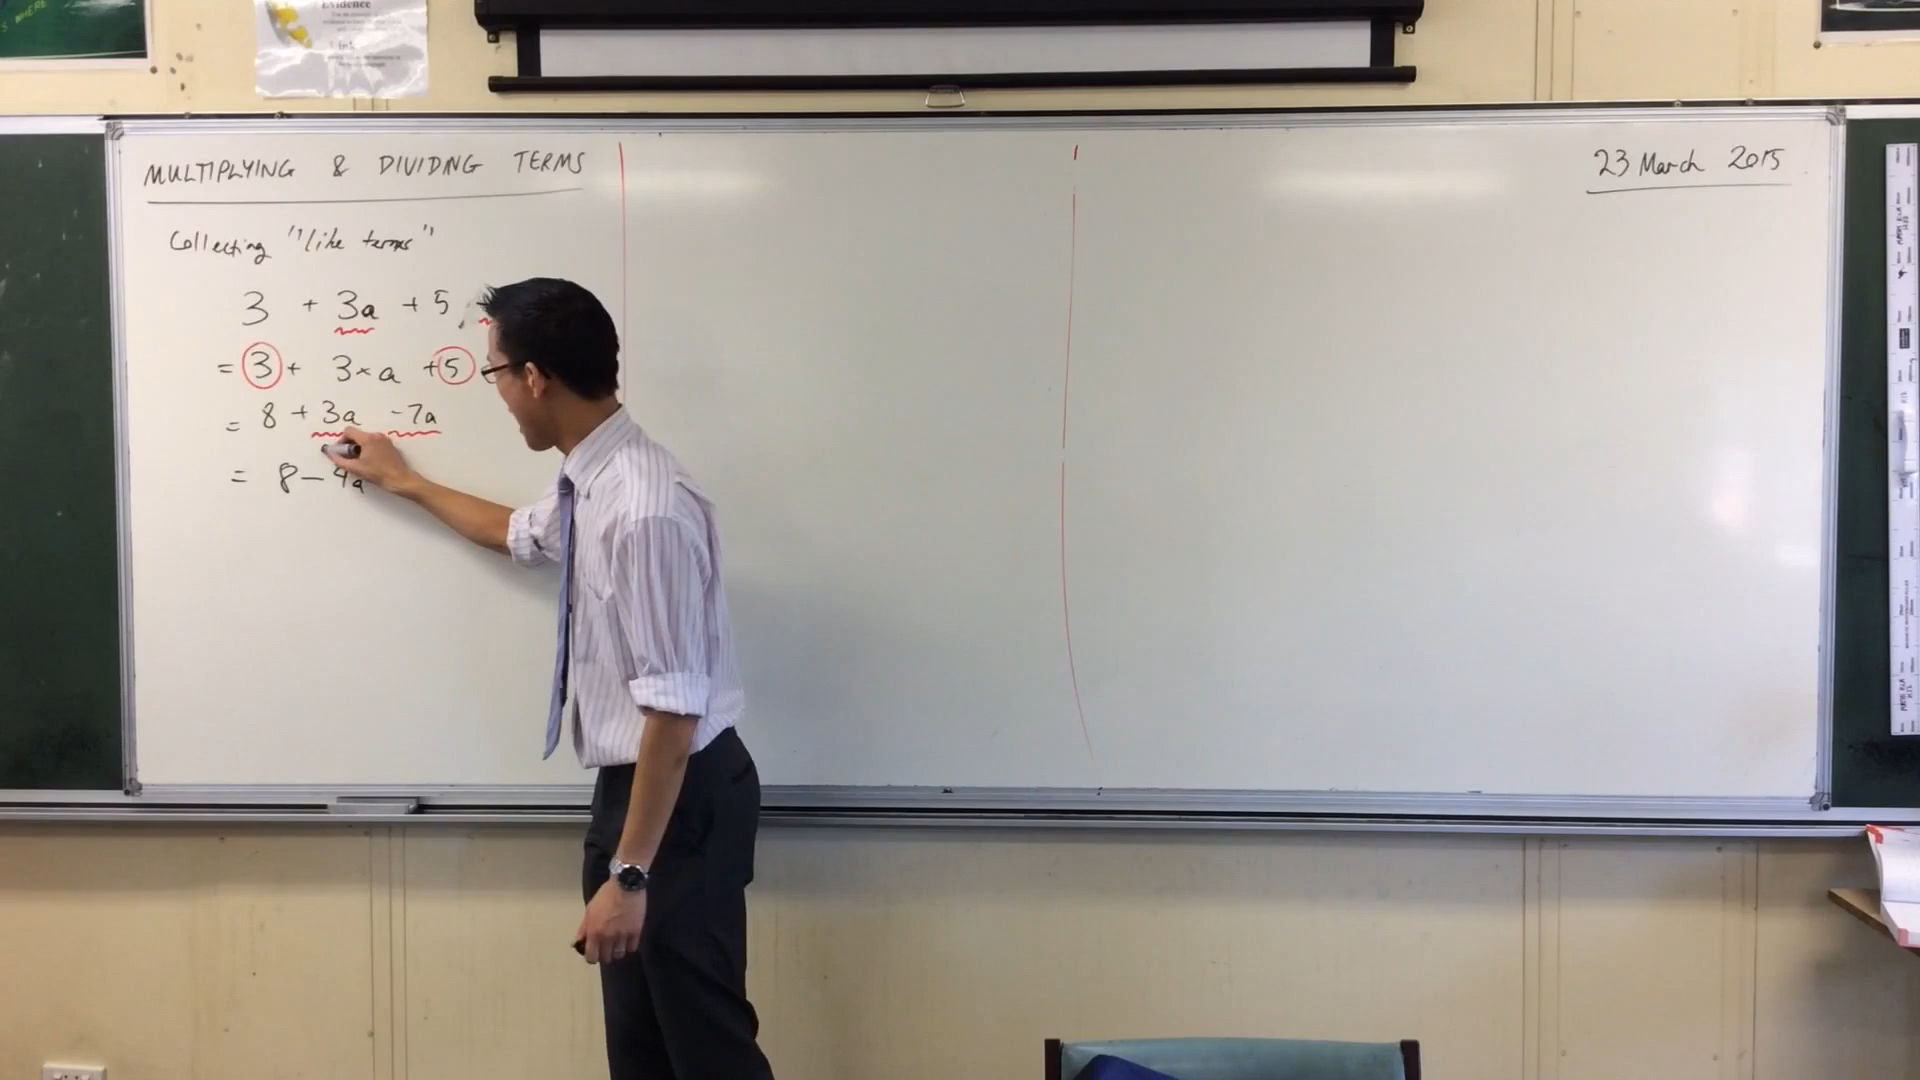 Evidence
MULTIPLYING & DIVIDING TERMS
23 March 2015
Collecting "like terms"
3 + 3a + 5
= 3 + 3×a + 5
= 8 + 3a - 7a
= 8 - 4a